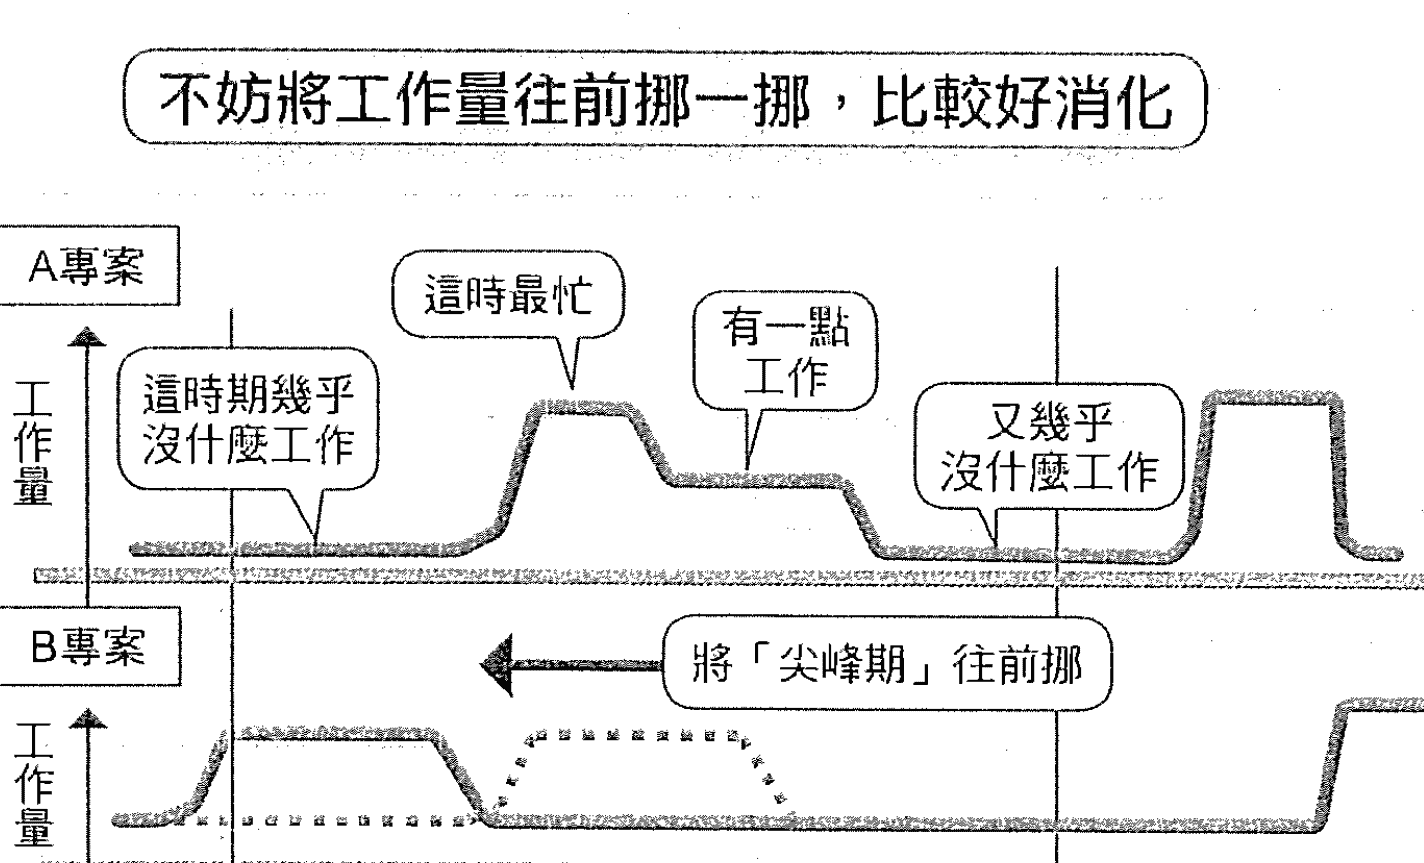 不妨將工作量往前挪一挪，比較好消化
A專案
這時最忙
有一點
工作
這時期幾乎
沒什麼工作
又幾乎
沒什麼工作
工作量
B專案
將「尖峰期」往前挪
工作量